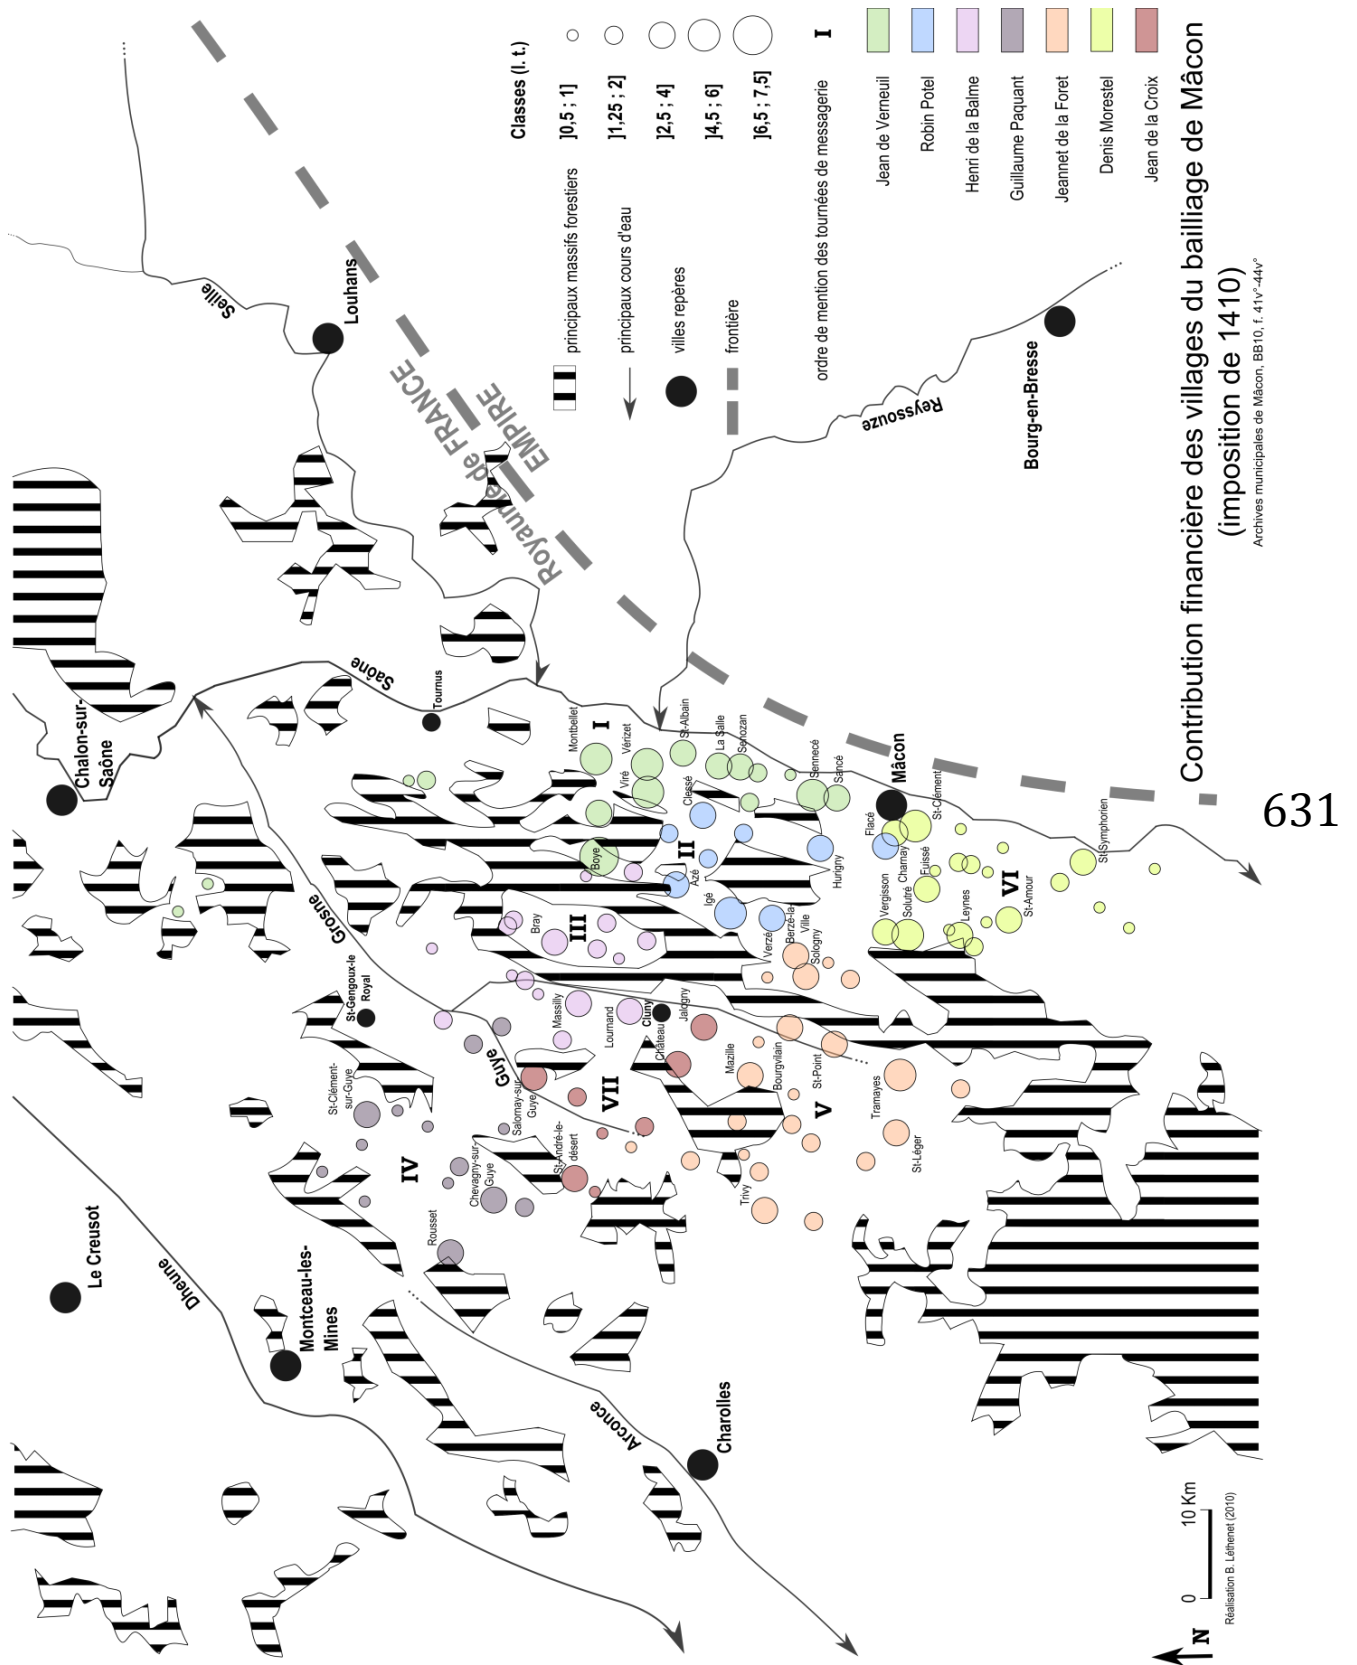 Contribution financière des villages du bailliage de Mâcon
(imposition de 1410)
Archives municipales de Mâcon, BB10, f. 41v°-44v°
631
Classes (l. t.)
]0,5 ; 1]
]1,25 ; 2]
]2,5 ; 4]
]4,5 ; 6]
]6,5 ; 7,5]
principaux massifs forestiers
principaux cours d'eau
villes repères
frontière
ordre de mention des tournées de messagerie
I
Jean de Verneuil
Robin Potel
Henri de la Balme
Guillaume Paquant
Jeannet de la Foret
Denis Morestel
Jean de la Croix
Royaume de FRANCE
EMPIRE
Seille
Louhans
Reyssouze
Bourg-en-Bresse
Chalon-sur-
Saône
Saône
Tournus
Grosne
St-Gengoux-le
Royal
Guye
Dheune
Le Creusot
Montceau-les-
Mines
Arconce
Charolles
Mâcon
Cluny
I
Montbellet
Vérizet
Viré
St-Albain
La Salle
Senozan
Sennecé
Sancé
Boye
II
Clessé
Azé
Igé
Verzé
Hurigny
Flacé
III
Bray
Massilly
Lournand
IV
St-Clément-
sur-Guye
Chevagny-sur-
Guye
Rousset
V
Berzé-la-
Ville
Sologny
Mazille
Bourgvilain
St-Point
Tramayes
St-Léger
Trivy
VI
St-Clément
Charnay
Fuissé
Vergisson
Solutré
Leynes
St-Amour
St-Symphorien
VII
Salornay-sur-
Guye
St-André-le-
désert
Château
Jalogny
N
0
10 Km
Réalisation B. Léthenet (2010)